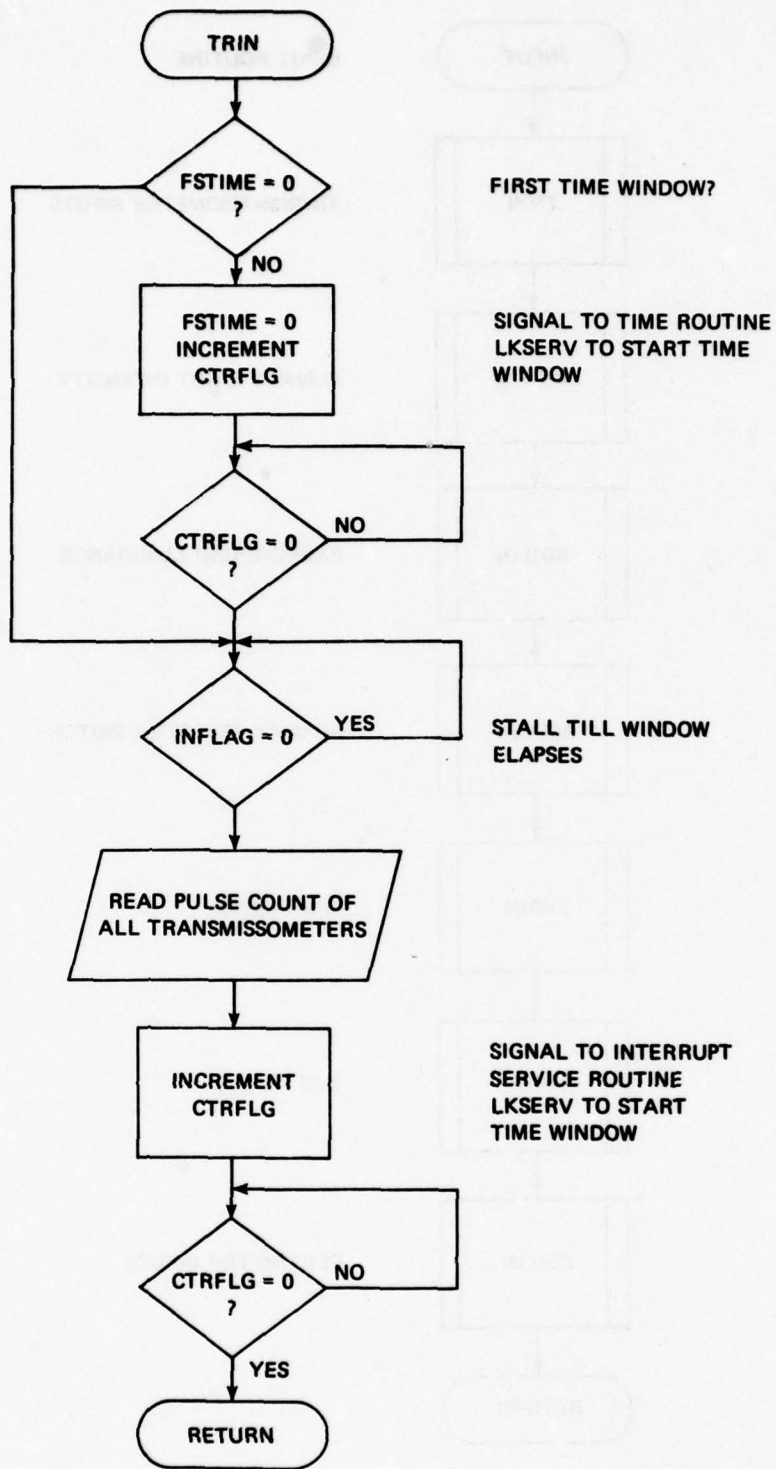 TRIN
FSTIME = 0
?
FIRST TIME WINDOW?
NO
FSTIME = 0
INCREMENT
CTRFLG
SIGNAL TO TIME ROUTINE
LKSERV TO START TIME
WINDOW
CTRFLG = 0
?
NO
INFLAG = 0
YES
STALL TILL WINDOW
ELAPSES
READ PULSE COUNT OF
ALL TRANSMISSOMETERS
INCREMENT
CTRFLG
SIGNAL TO INTERRUPT
SERVICE ROUTINE
LKSERV TO START
TIME WINDOW
CTRFLG = 0
?
NO
YES
RETURN